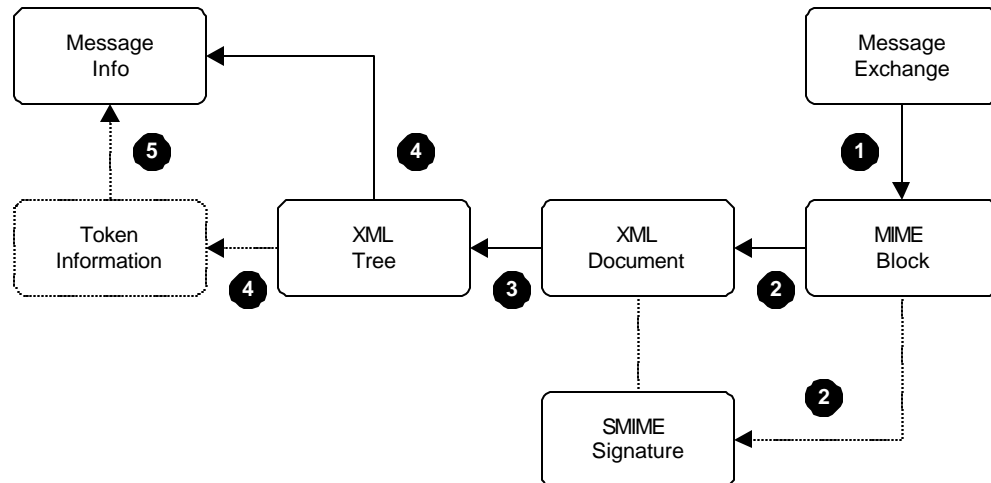 Message
Info
Message
Exchange
5
4
1
Token
Information
XML
Tree
XML
Document
MIME
Block
4
3
2
2
SMIME
Signature